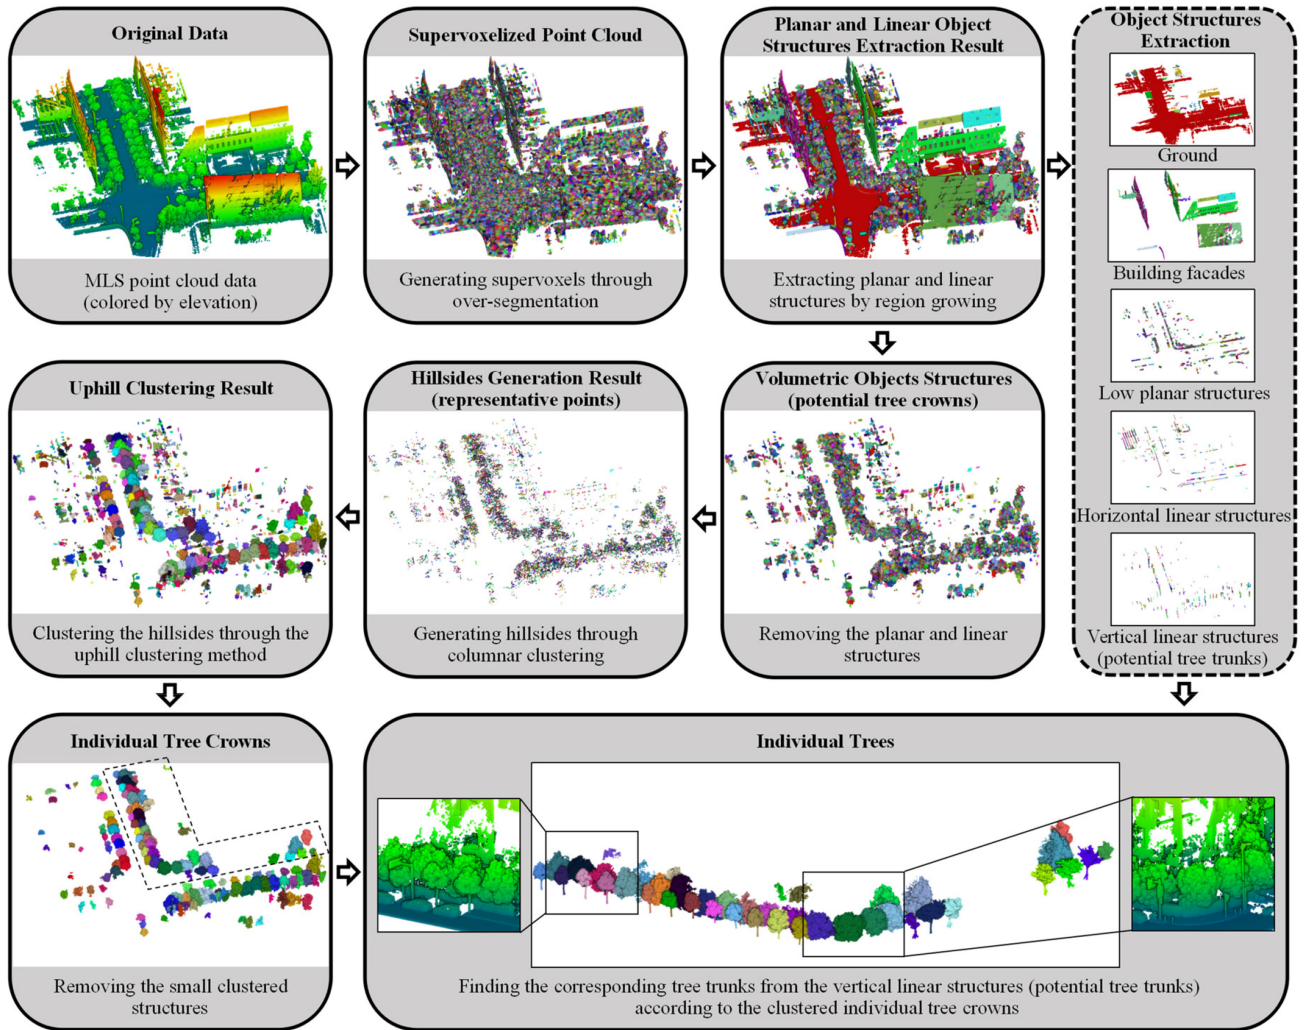 Original Data
MLS point cloud data
(colored by elevation)
Supervoxelized Point Cloud
Generating supervoxels through
over-segmentation
Planar and Linear Object
Structures Extraction Result
Extracting planar and linear
structures by region growing
Object Structures
Extraction
Ground
Building facades
Low planar structures
Horizontal linear structures
Vertical linear structures
(potential tree trunks)
Volumetric Objects Structures
(potential tree crowns)
Removing the planar and linear
structures
Hillsides Generation Result
(representative points)
Generating hillsides through
columnar clustering
Uphill Clustering Result
Clustering the hillsides through the
uphill clustering method
Individual Tree Crowns
Removing the small clustered
structures
Individual Trees
Finding the corresponding tree trunks from the vertical linear structures (potential tree trunks)
according to the clustered individual tree crowns